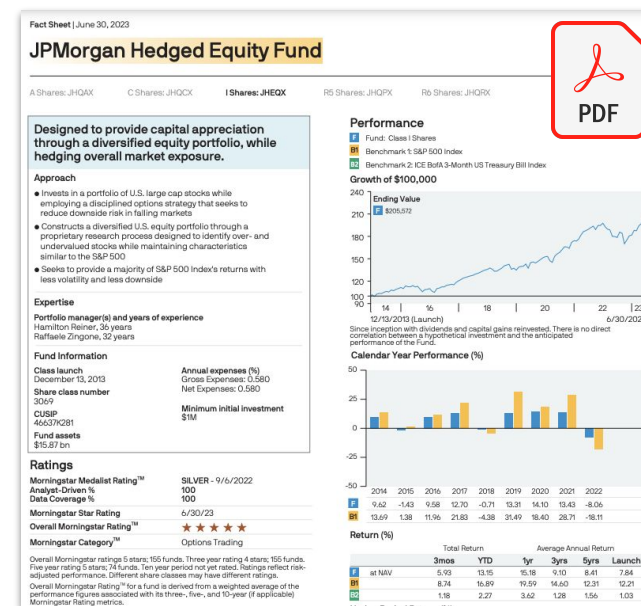 Fact Sheet | June 30, 2023
JPMorgan Hedged Equity Fund
PDF
A Shares: JHQAX C Shares: JHQCX I Shares: JHEQX R5 Shares: JHQPX R6 Shares: JHQRX
Designed to provide capital appreciation
through a diversified equity portfolio, while
hedging overall market exposure.
Approach
• Invests in a portfolio of U.S. large cap stocks while
employing a disciplined options strategy that seeks to
reduce downside risk in falling markets
• Constructs a diversified U.S. equity portfolio through a
proprietary research process designed to identify over- and
undervalued stocks while maintaining characteristics
similar to the S&P 500
• Seeks to provide a majority of S&P 500 Index's returns with
less volatility and less downside
Expertise
Portfolio manager(s) and years of experience
Hamilton Reiner, 36 years
Raffaele Zingone, 32 years
Fund Information
Class launch
December 13, 2013
Share class number
3069
CUSIP
46637K281
Fund assets
$15.87 bn
Annual expenses (%)
Gross Expenses: 0.580
Net Expenses: 0.580
Minimum initial investment
$1M
Ratings
Morningstar Medalist Rating™ SILVER - 9/6/2022
Analyst-Driven % 100
Data Coverage % 100
Morningstar Star Rating 6/30/23
Overall Morningstar Rating™ ★★★★★
Morningstar Category™ Options Trading
Overall Morningstar ratings 5 stars; 155 funds. Three year rating 4 stars; 155 funds.
Five year rating 5 stars; 74 funds. Ten year period not yet rated. Ratings reflect risk-
adjusted performance. Different share classes may have different ratings.
Overall Morningstar Rating™ for a fund is derived from a weighted average of the
performance figures associated with its three-, five-, and 10-year (if applicable)
Morningstar Rating metrics.
Performance
F Fund: Class I Shares
B1 Benchmark 1: S&P 500 Index
B2 Benchmark 2: ICE BofA 3-Month US Treasury Bill Index
Growth of $100,000
240
210
180
150
120
100
90
Ending Value
F $205,572
14 16 18 20 22 23
12/13/2013 (Launch) 6/30/202
Since inception with dividends and capital gains reinvested. There is no direct
correlation between a hypothetical investment and the anticipated
performance of the Fund.
Calendar Year Performance (%)
50
25
0
-25
-50
2014 2015 2016 2017 2018 2019 2020 2021 2022
F 9.62 -1.43 9.58 12.70 -0.71 13.31 14.10 13.43 -8.06
B1 13.69 1.38 11.96 21.83 -4.38 31.49 18.40 28.71 -18.11
Return (%)
Total Return Average Annual Return
3mos YTD 1yr 3yrs 5yrs Launch
F at NAV 5.93 13.15 15.18 9.10 8.41 7.84
B1 8.74 16.89 19.59 14.60 12.31 12.21
B2 1.18 2.27 3.62 1.28 1.56 1.03